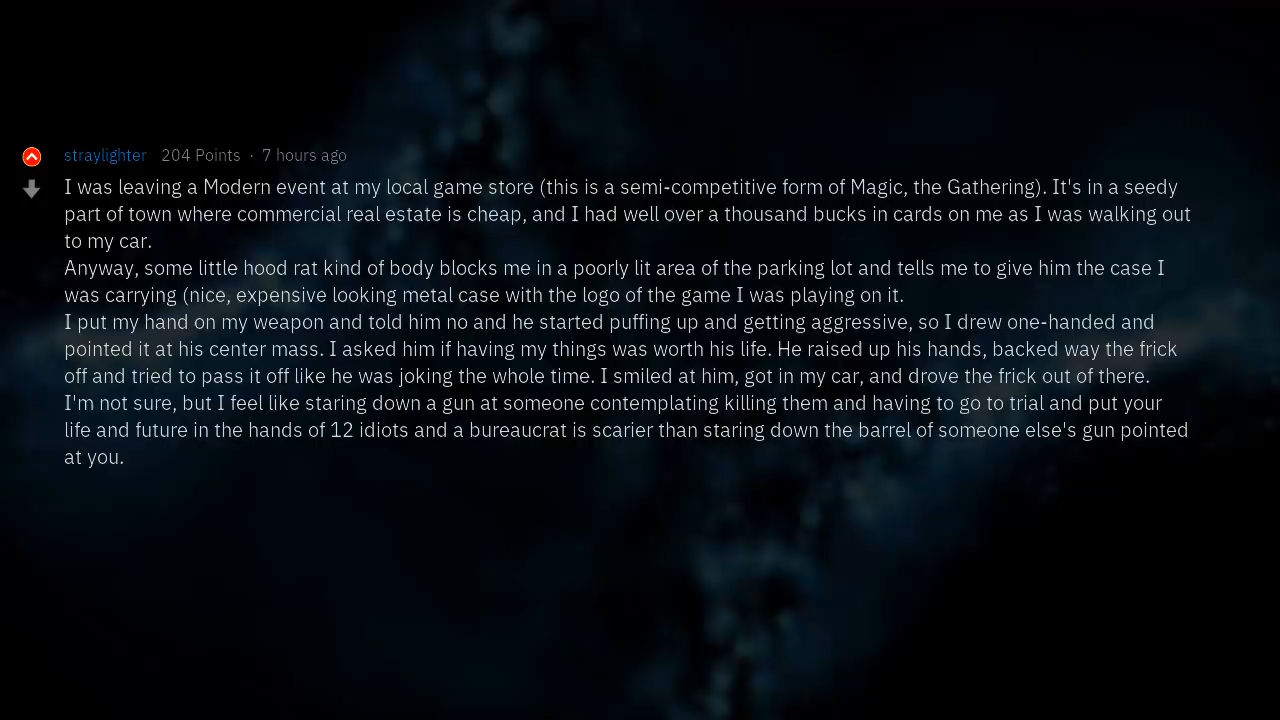 straylighter 204 Points · 7 hours ago
I was leaving a Modern event at my local game store (this is a semi-competitive form of Magic, the Gathering). It's in a seedy
part of town where commercial real estate is cheap, and I had well over a thousand bucks in cards on me as I was walking out
to my car.
Anyway, some little hood rat kind of body blocks me in a poorly lit area of the parking lot and tells me to give him the case I
was carrying (nice, expensive looking metal case with the logo of the game I was playing on it.
I put my hand on my weapon and told him no and he started puffing up and getting aggressive, so I drew one-handed and
pointed it at his center mass. I asked him if having my things was worth his life. He raised up his hands, backed way the frick
off and tried to pass it off like he was joking the whole time. I smiled at him, got in my car, and drove the frick out of there.
I'm not sure, but I feel like staring down a gun at someone contemplating killing them and having to go to trial and put your
life and future in the hands of 12 idiots and a bureaucrat is scarier than staring down the barrel of someone else's gun pointed
at you.